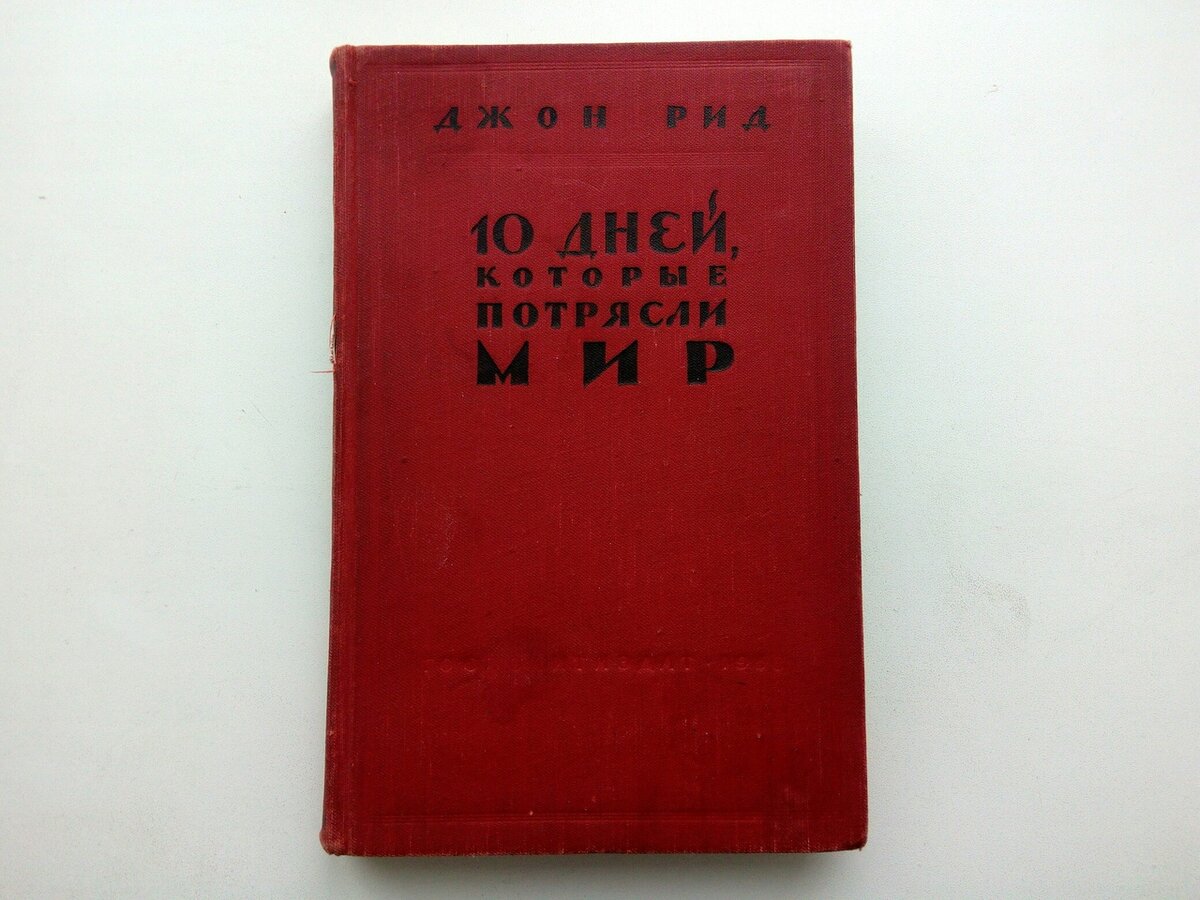 ДЖОН РИД
10 ДНЕЙ,
КОТОРЫЕ
ПОТРЯСЛИ
МИР